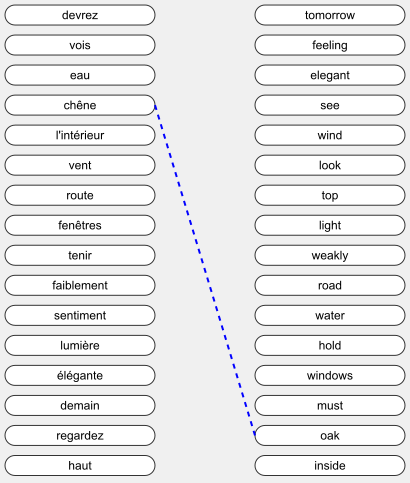 devrez
vois
eau
chêne
l'intérieur
vent
route
fenêtres
tenir
faiblement
sentiment
lumière
élégante
demain
regardez
haut
tomorrow
feeling
elegant
see
wind
look
top
light
weakly
road
water
hold
windows
must
oak
inside